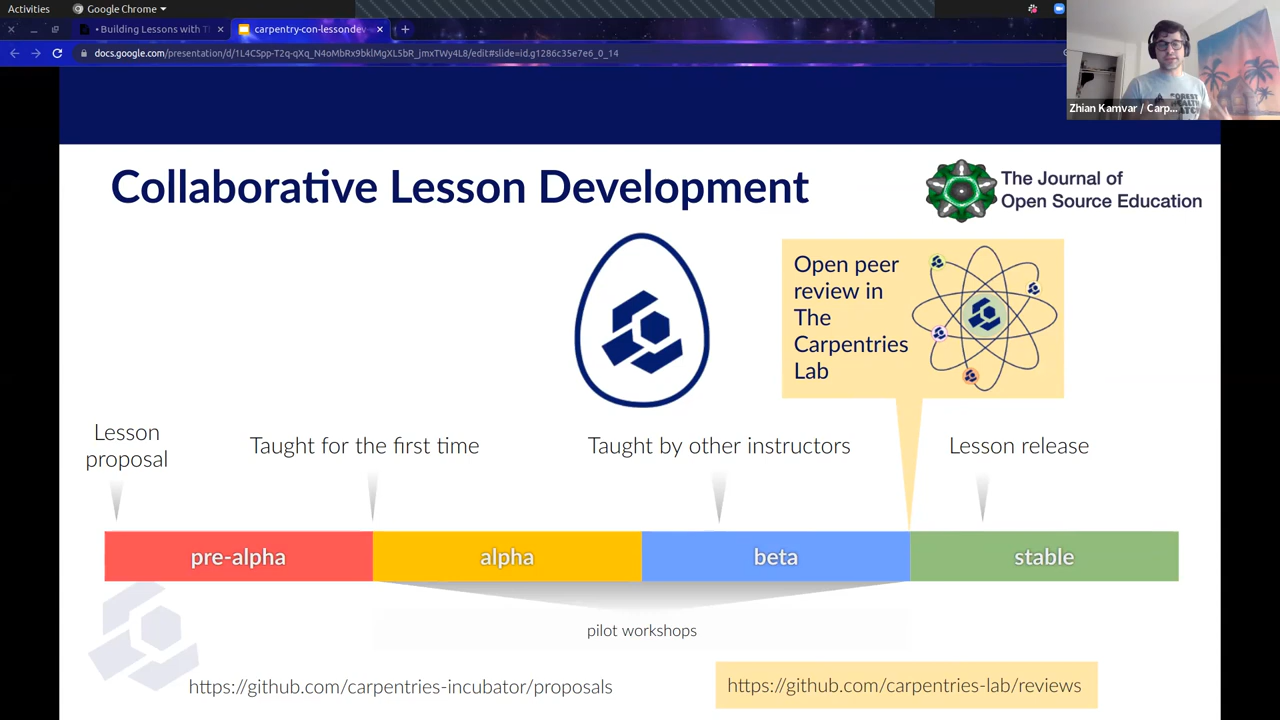 Activities
Google Chrome
• Building Lessons with T
carpentry-con-lessondev
docs.google.com/presentation/d/1L4CSpp-T2q-qXq_N4oMbRx9bklMgXL5bR_jmxTWy4L8/edit#slide=id.g1286c35e7e6_0_14
Zhian Kamvar / Carp...
Collaborative Lesson Development
The Journal of
Open Source Education
Open peer
review in
The
Carpentries
Lab
Lesson
proposal
Taught for the first time
Taught by other instructors
Lesson release
pre-alpha
alpha
beta
stable
pilot workshops
https://github.com/carpentries-incubator/proposals
https://github.com/carpentries-lab/reviews